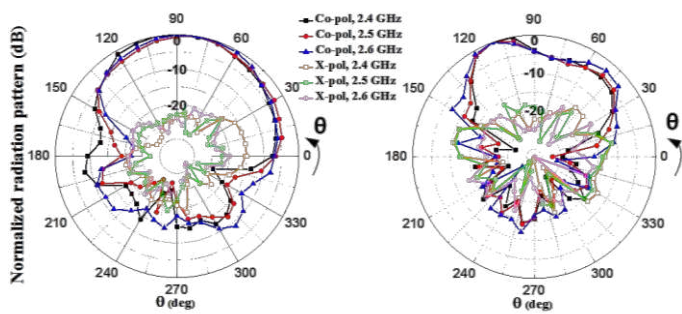 Normalized radiation pattern (dB)
90
120
60
150
30
180
0
210
330
240
300
270
0
-10
-20
θ
θ (deg)
Co-pol, 2.4 GHz
Co-pol, 2.5 GHz
Co-pol, 2.6 GHz
X-pol, 2.4 GHz
X-pol, 2.5 GHz
X-pol, 2.6 GHz
90
120
60
150
30
180
0
210
330
240
300
270
0
-10
-20
θ
θ (deg)